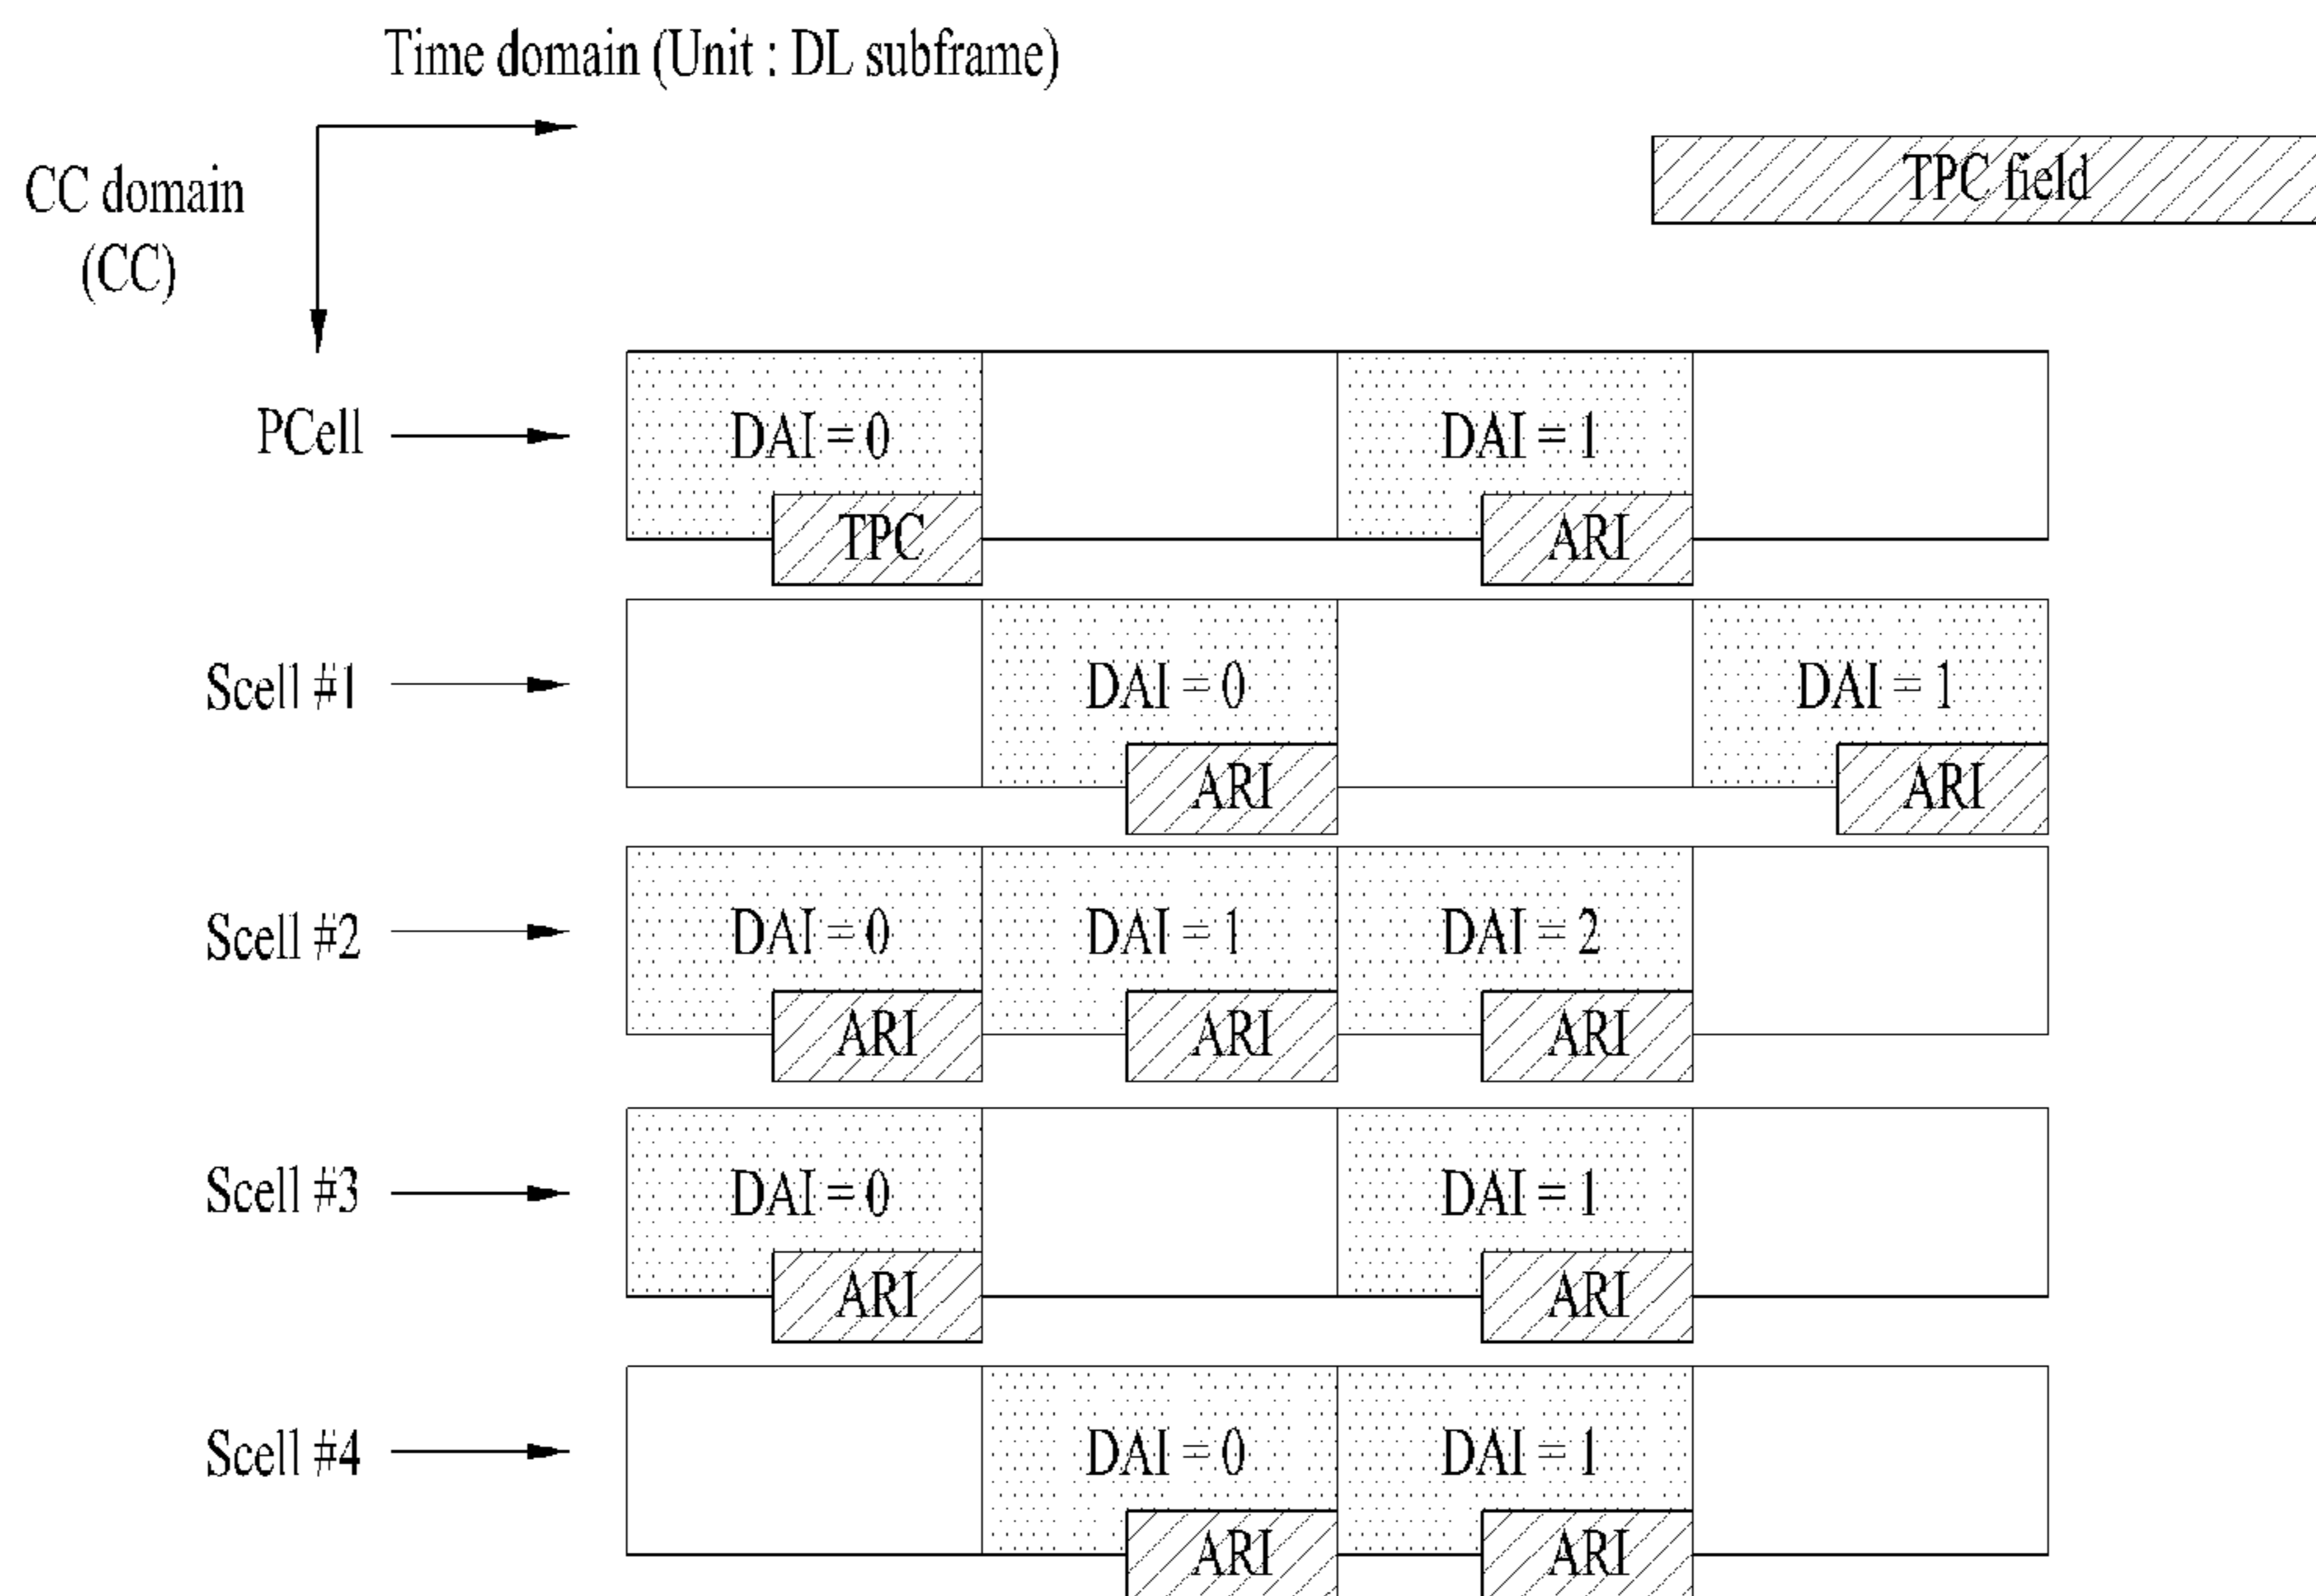 Time domain (Unit : DL subframe)
CC domain
(CC)
TPC field
PCell
DAI = 0
DAI = 1
TPC
ARI
Scell #1
DAI = 0
DAI = 1
ARI
ARI
Scell #2
DAI = 0
DAI = 1
DAI = 2
ARI
ARI
ARI
Scell #3
DAI = 0
DAI = 1
ARI
ARI
Scell #4
DAI = 0
DAI = 1
ARI
ARI